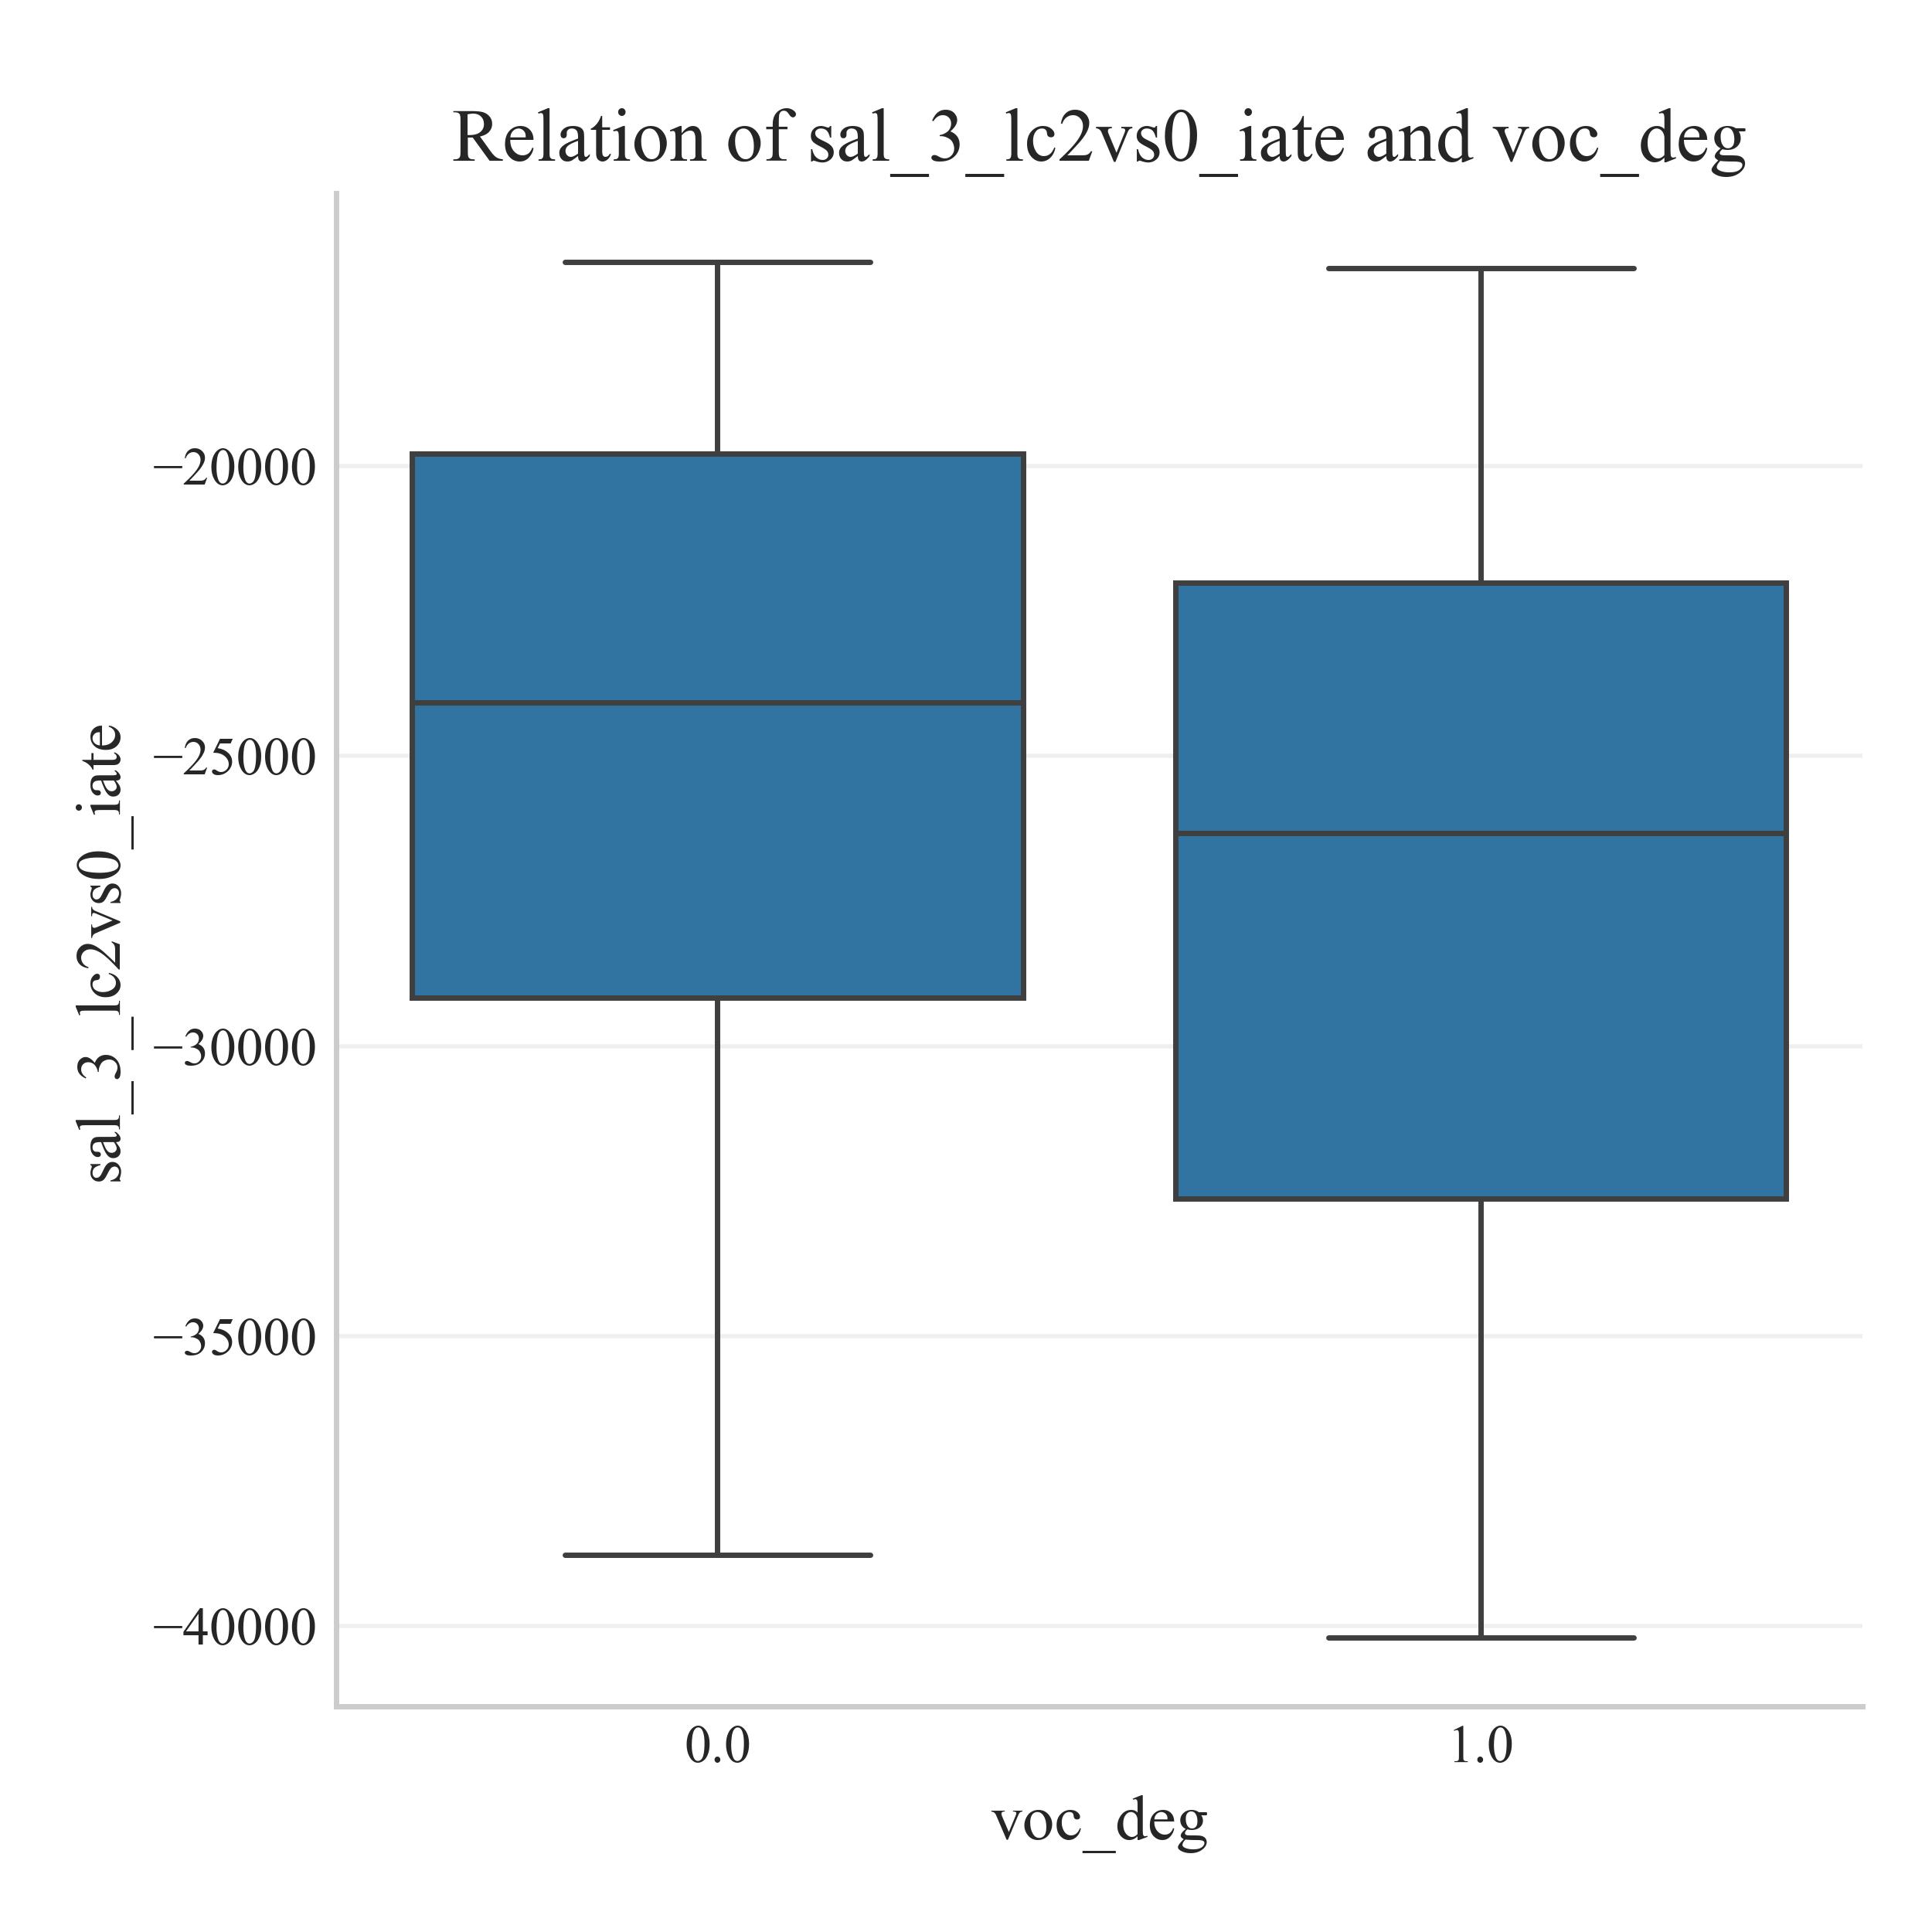 Relation of sal_3_lc2vs0_iate and voc_deg
sal_3_lc2vs0_iate
−20000
−25000
−30000
−35000
−40000
0.0
1.0
voc_deg